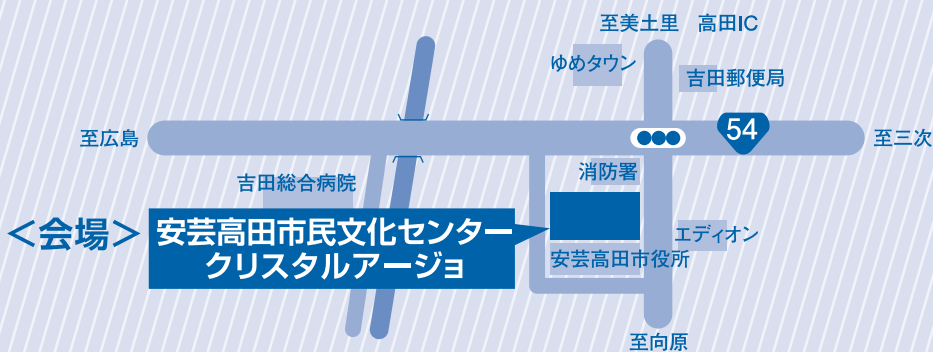 至美土里 高田IC
ゆめタウン
吉田郵便局
至広島
54
至三次
吉田総合病院
消防署
＜会場＞
安芸高田市民文化センター
クリスタルアージョ
エディオン
安芸高田市役所
至向原